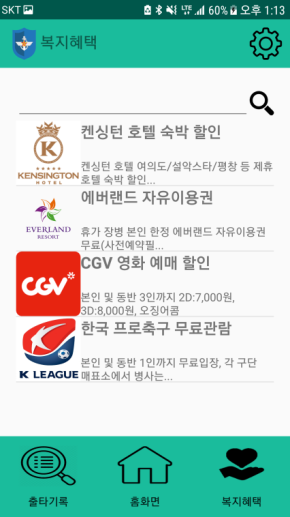 SKT LTE 60% 오후 1:13
복지혜택
KENSINGTON
HOTEL
켄싱턴 호텔 숙박 할인
켄싱턴 호텔 여의도/설악스타/평창 등 제휴
호텔 숙박 할인...
EVERLAND
RESORT
에버랜드 자유이용권
휴가 장병 본인 한정 에버랜드 자유이용권
무료(사전예약필...
CGV
CGV 영화 예매 할인
본인 및 동반 3인까지 2D:7,000원,
3D:8,000원, 오징어콤
K LEAGUE
한국 프로축구 무료관람
본인 및 동반 1인까지 무료입장, 각 구단
매표소에서 병사는...
출타기록 홈화면 복지혜택